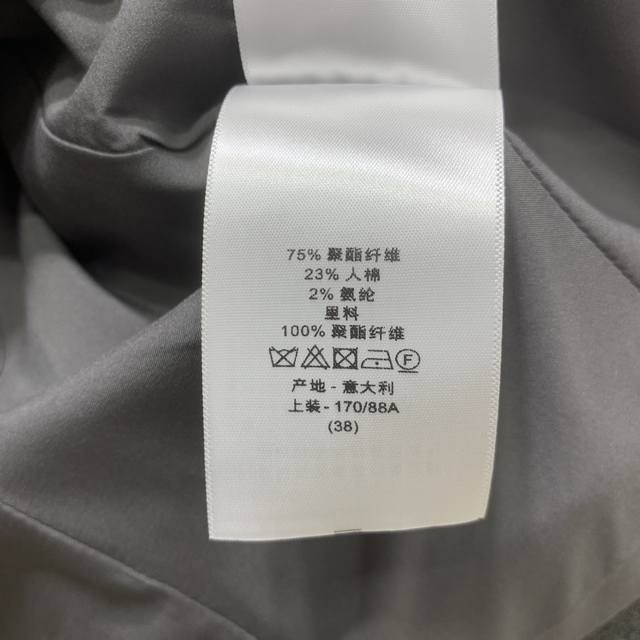 75% 聚酯纤维
23% 人棉
2% 氨纶
里料
100% 聚酯纤维
F
产地 - 意大利
上装 - 170/88A
(38)